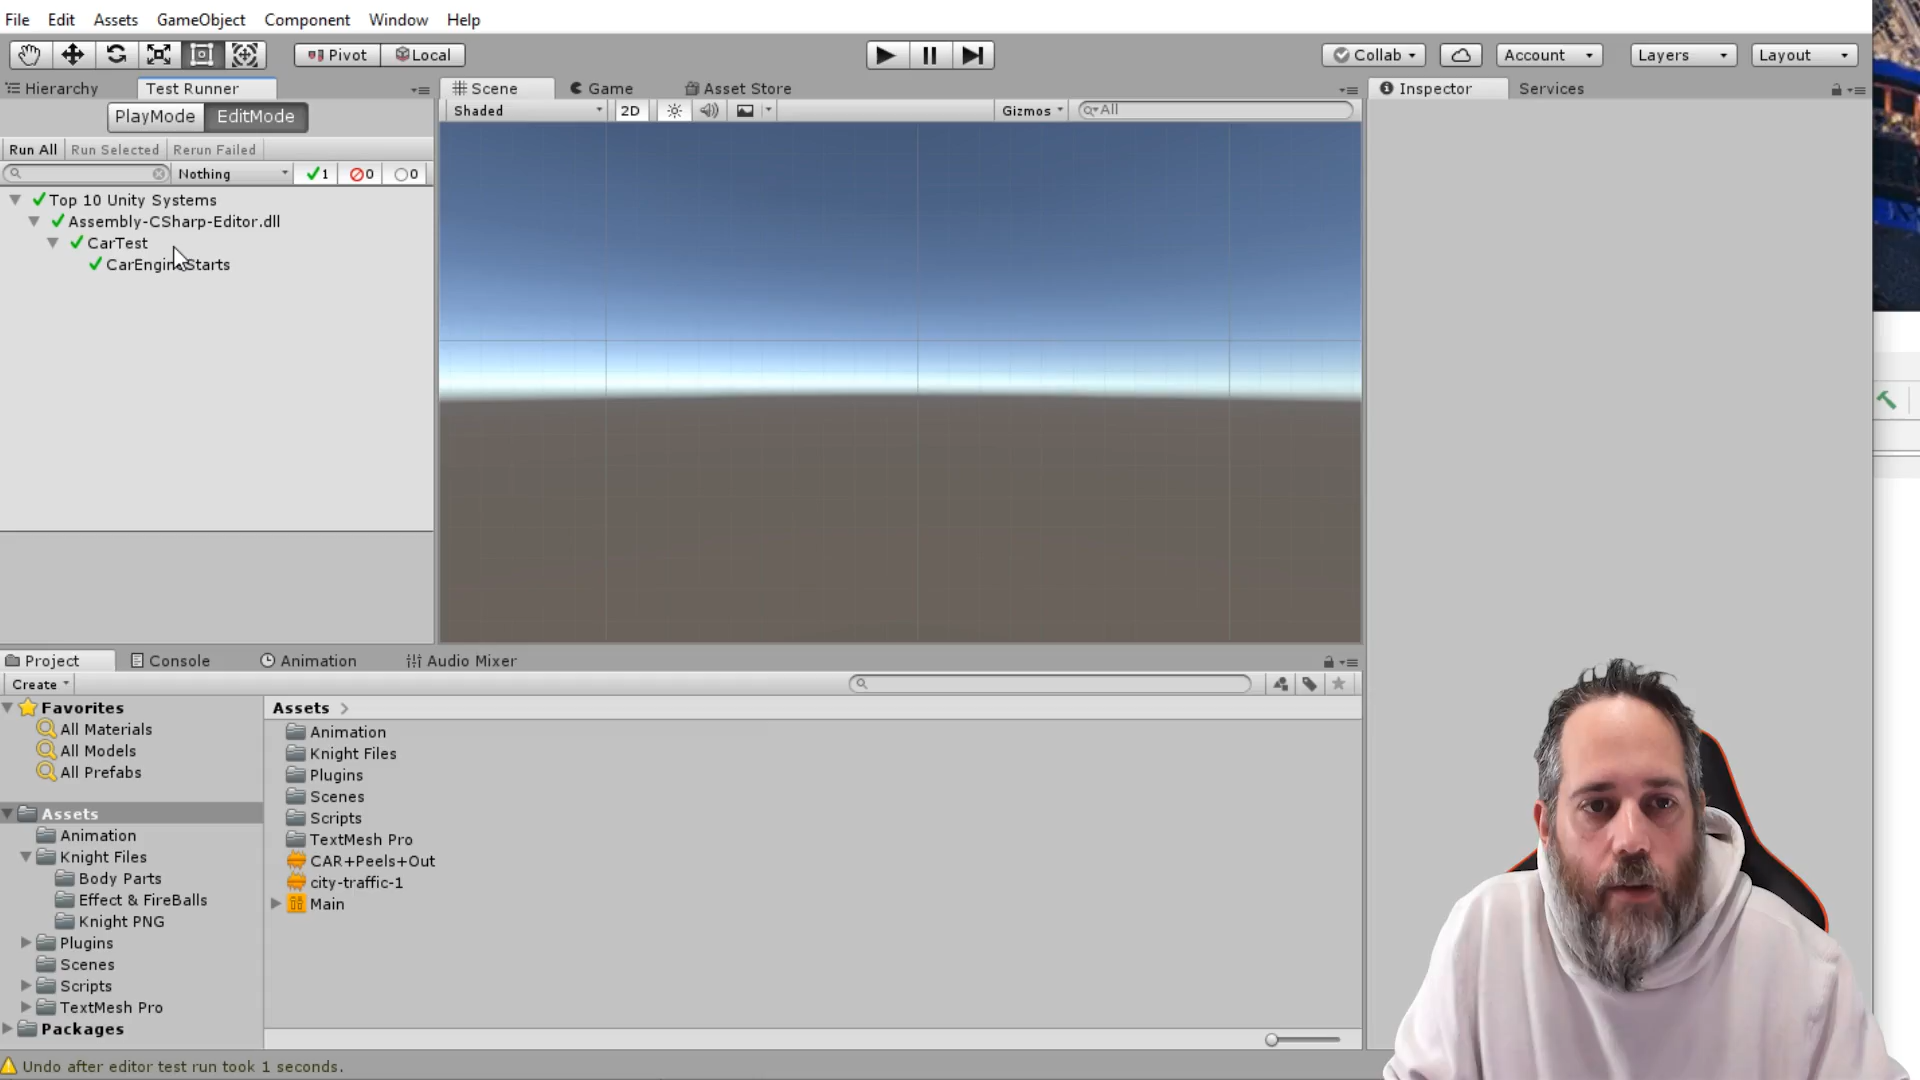 File Edit Assets GameObject Component Window Help
Pivot Local Collab Account Layers Layout
Hierarchy Test Runner Scene Game Asset Store Inspector Services
PlayMode EditMode
Shaded 2D Gizmos All
Run All Run Selected Rerun Failed
Nothing 1 0 0
Top 10 Unity Systems
Assembly-CSharp-Editor.dll
CarTest
CarEngineStarts
Project Console Animation Audio Mixer
Create
Favorites
All Materials
All Models
All Prefabs
Assets
Animation
Knight Files
Body Parts
Effect & FireBalls
Knight PNG
Plugins
Scenes
Scripts
TextMesh Pro
Packages
Assets
Animation
Knight Files
Plugins
Scenes
Scripts
TextMesh Pro
CAR+Peels+Out
city-traffic-1
Main
Undo after editor test run took 1 seconds.